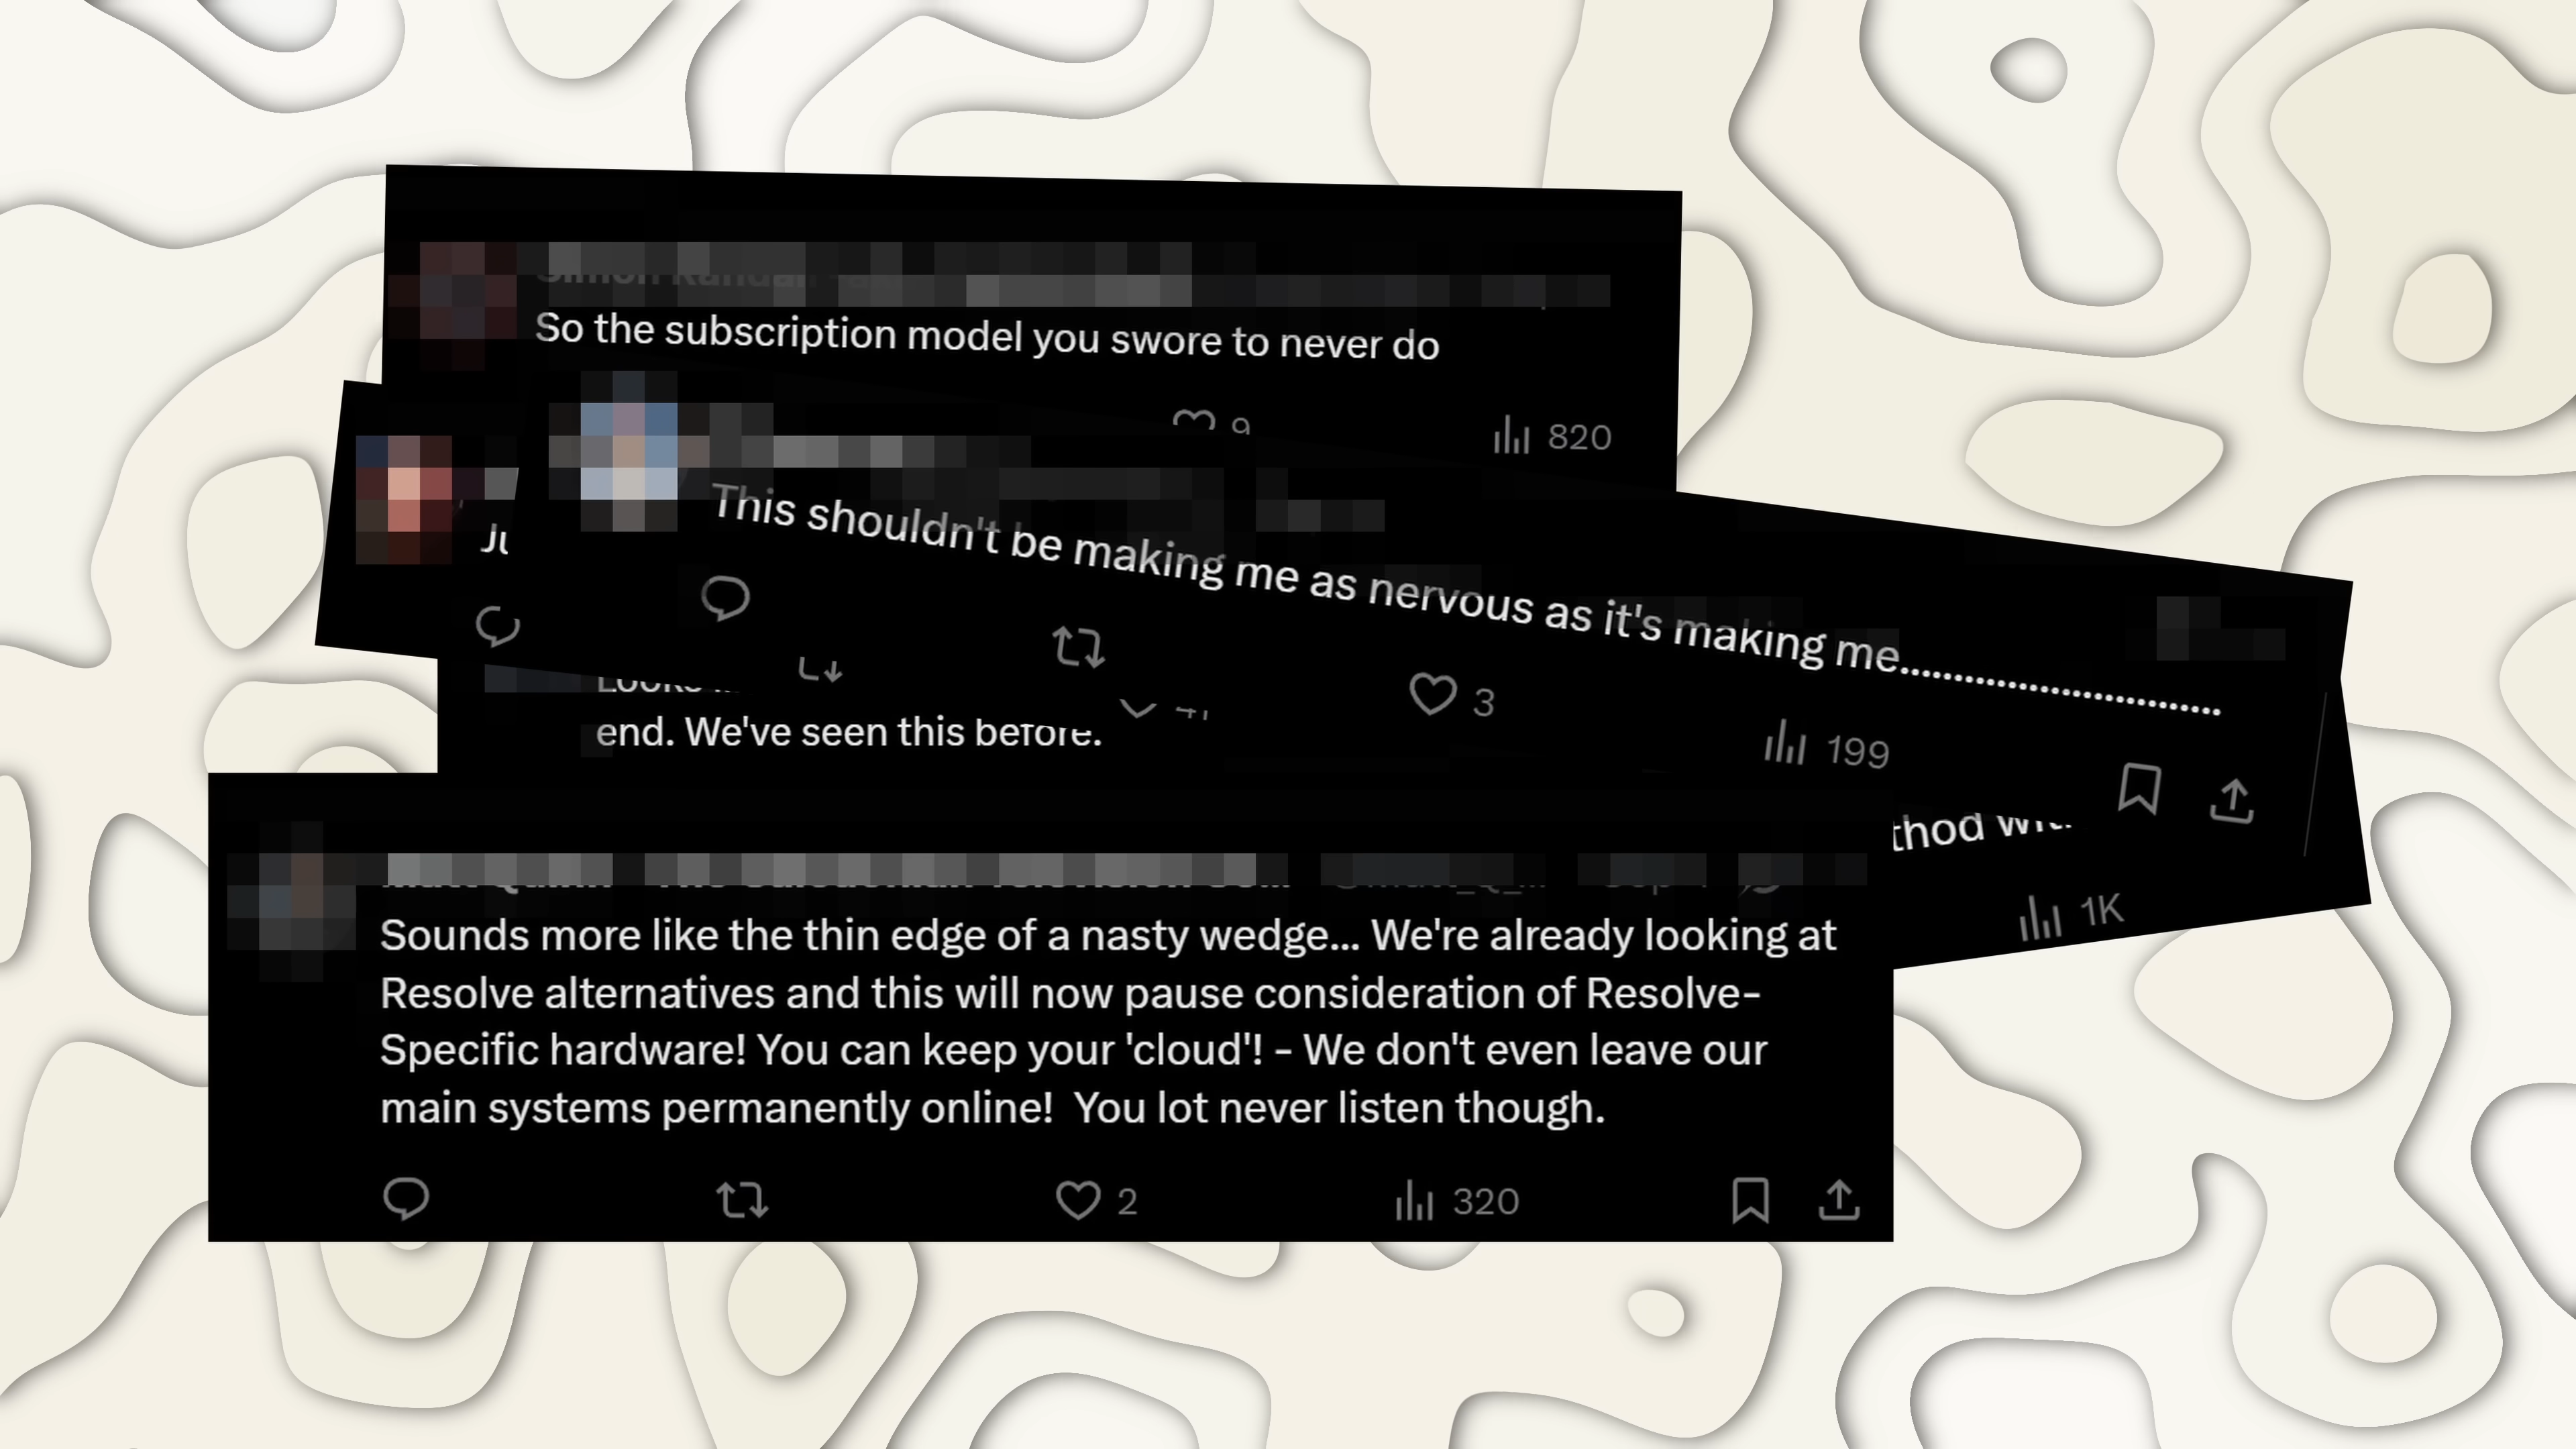 So the subscription model you swore to never do
9
820
This shouldn't be making me as nervous as it's making me..............................
3
199
end. We've seen this before.
1K
Sounds more like the thin edge of a nasty wedge... We're already looking at
Resolve alternatives and this will now pause consideration of Resolve-
Specific hardware! You can keep your 'cloud'! - We don't even leave our
main systems permanently online!  You lot never listen though.
2
320